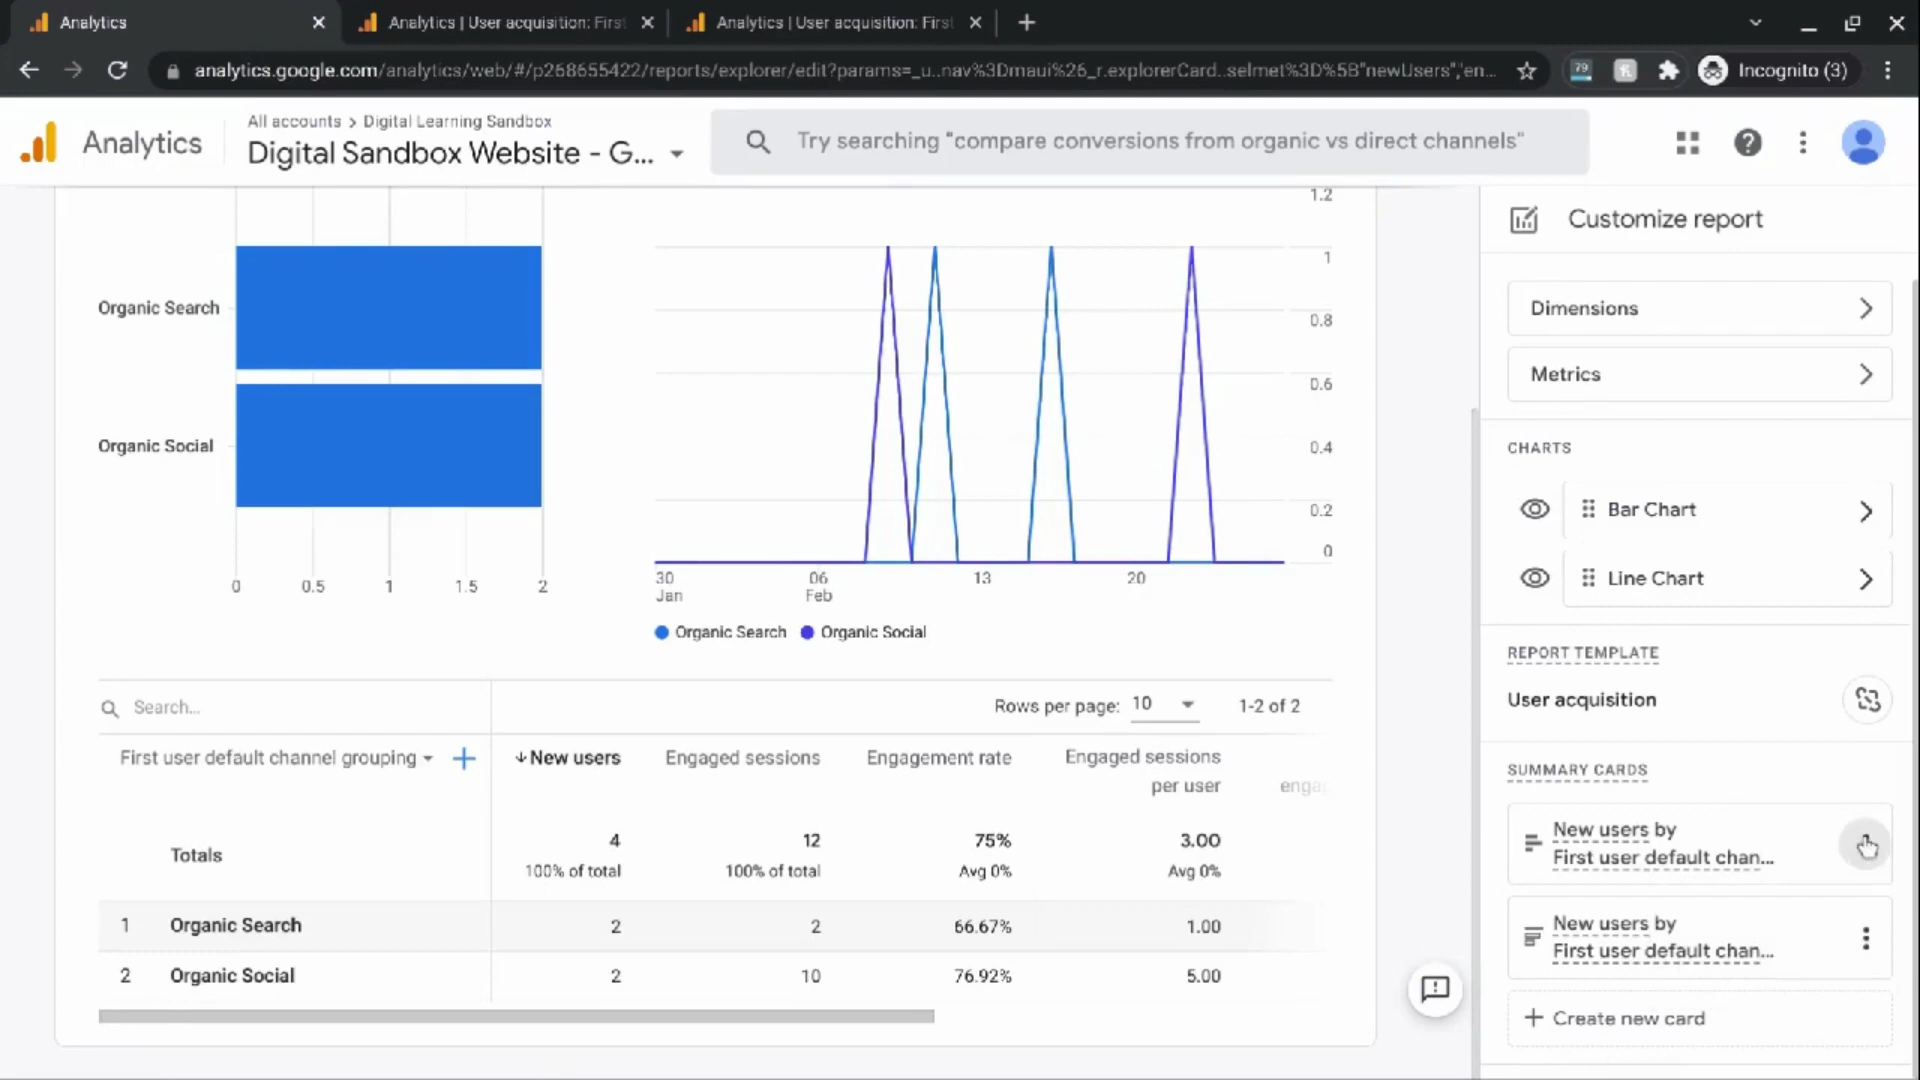 Analytics
Analytics | User acquisition: First
Analytics | User acquisition: First
analytics.google.com/analytics/web/#/p268655422/reports/explorer/edit?params=_u..nav%3Dmaui%26_r.explorerCard..selmet%3D%5B"newUsers","en...
79
Incognito (3)
Analytics
All accounts > Digital Learning Sandbox
Digital Sandbox Website - G...
Try searching "compare conversions from organic vs direct channels"
Customize report
Organic Search
Organic Social
0 0.5 1 1.5 2
1.2
1
0.8
0.6
0.4
0.2
0
30 06 13 20
Jan Feb
Organic Search Organic Social
Search...
Rows per page: 10 1-2 of 2
First user default channel grouping + New users Engaged sessions Engagement rate Engaged sessions
per user
Totals
4 12 75% 3.00
100% of total 100% of total Avg 0% Avg 0%
1 Organic Search 2 2 66.67% 1.00
2 Organic Social 2 10 76.92% 5.00
Dimensions
Metrics
CHARTS
Bar Chart
Line Chart
REPORT TEMPLATE
User acquisition
SUMMARY CARDS
New users by
First user default chan...
New users by
First user default chan...
+ Create new card